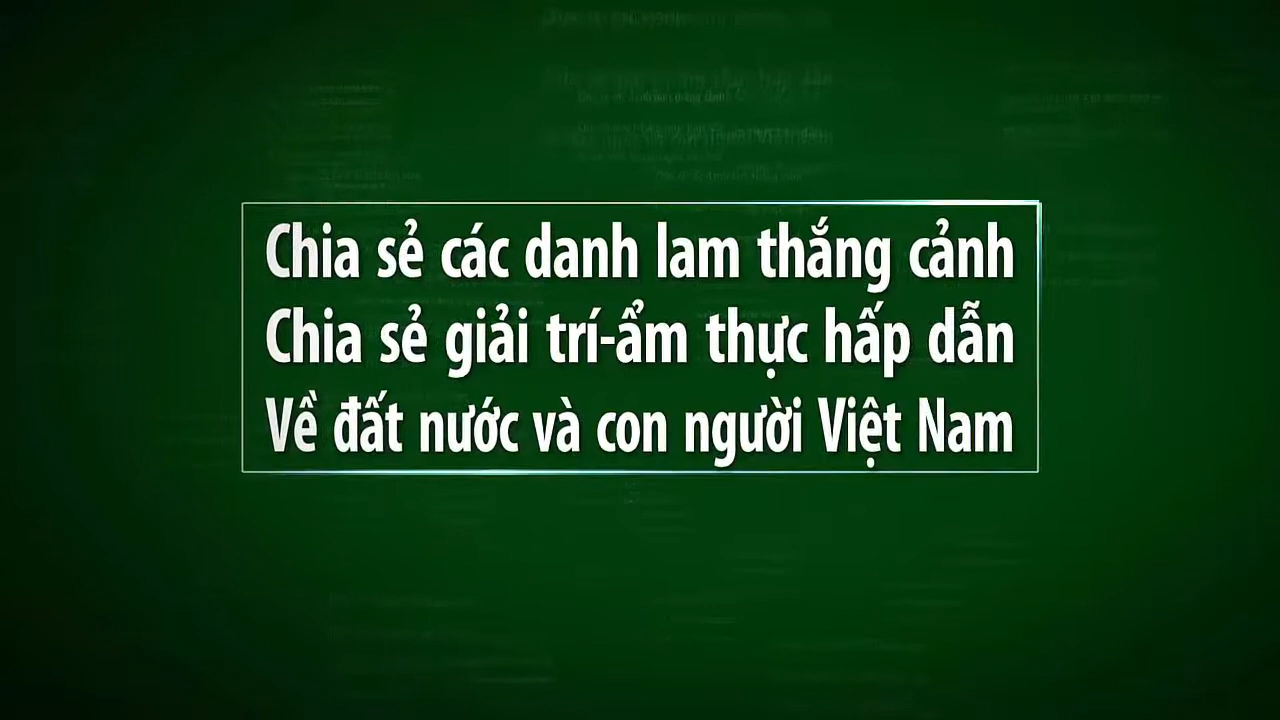 Chia sẻ các danh lam thắng cảnh
Chia sẻ giải trí-ẩm thực hấp dẫn
Về đất nước và con người Việt Nam